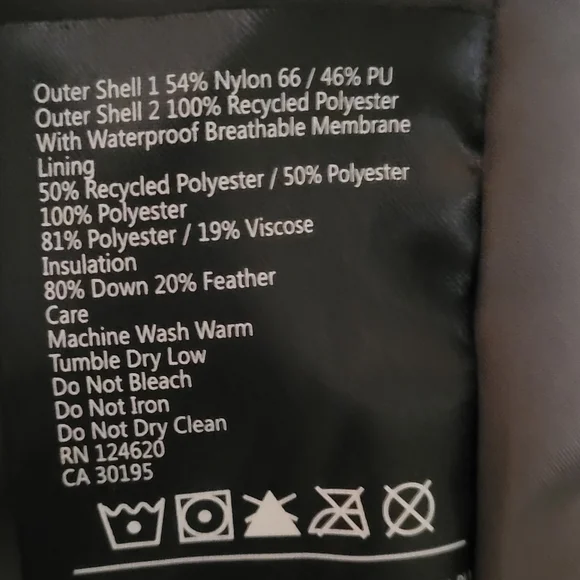 Outer Shell 1 54% Nylon 66 / 46% PU
Outer Shell 2 100% Recycled Polyester
With Waterproof Breathable Membrane
Lining
50% Recycled Polyester / 50% Polyester
100% Polyester
81% Polyester / 19% Viscose
Insulation
80% Down 20% Feather
Care
Machine Wash Warm
Tumble Dry Low
Do Not Bleach
Do Not Iron
Do Not Dry Clean
RN 124620
CA 30195